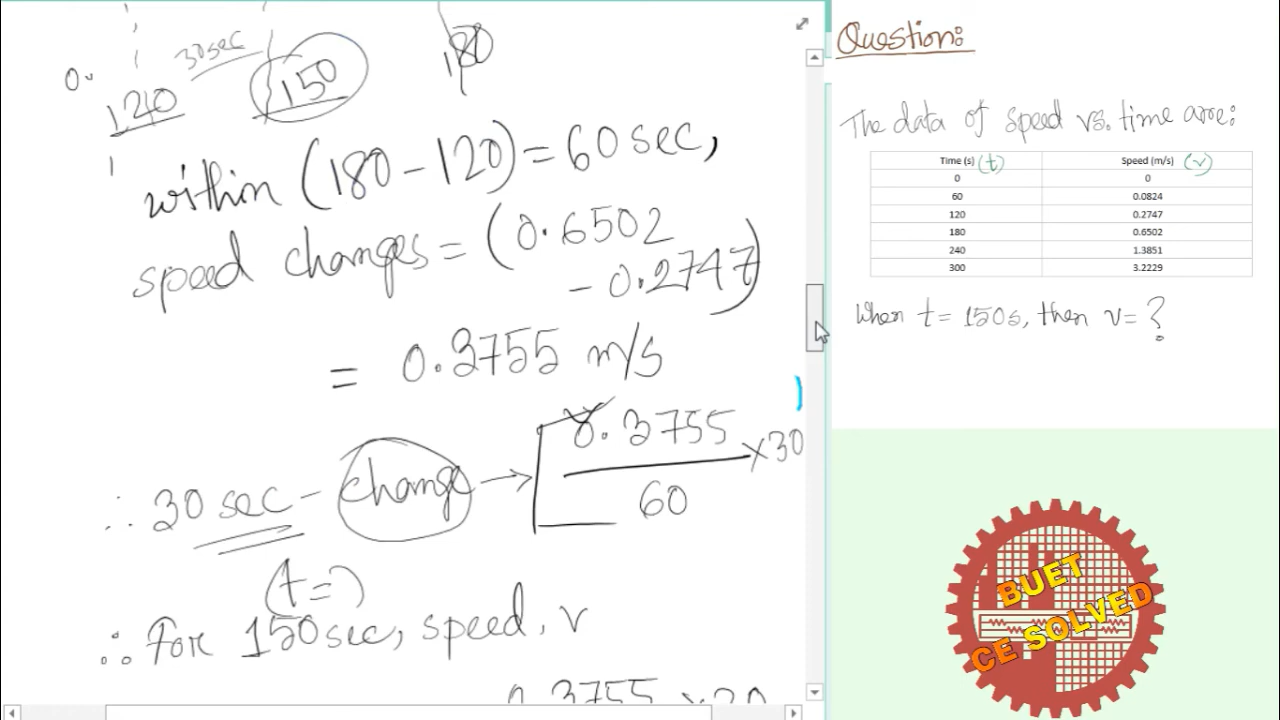 0.
30sec
120
150
180
within (180 - 120) = 60 sec,
speed changes = (0.6502
- 0.2747)
= 0.3755 m/s
∴ 30 sec - change → [0.3755/60 × 30
(t=)
∴ For 150 sec, speed, v
0.3755 × 30
Question:
The data of speed vs. time are:
Time (s) (t) Speed (m/s) (v)
0 0
60 0.0824
120 0.2747
180 0.6502
240 1.3851
300 3.2229
When t = 150s, then v = ?
BUET
CE SOLVED